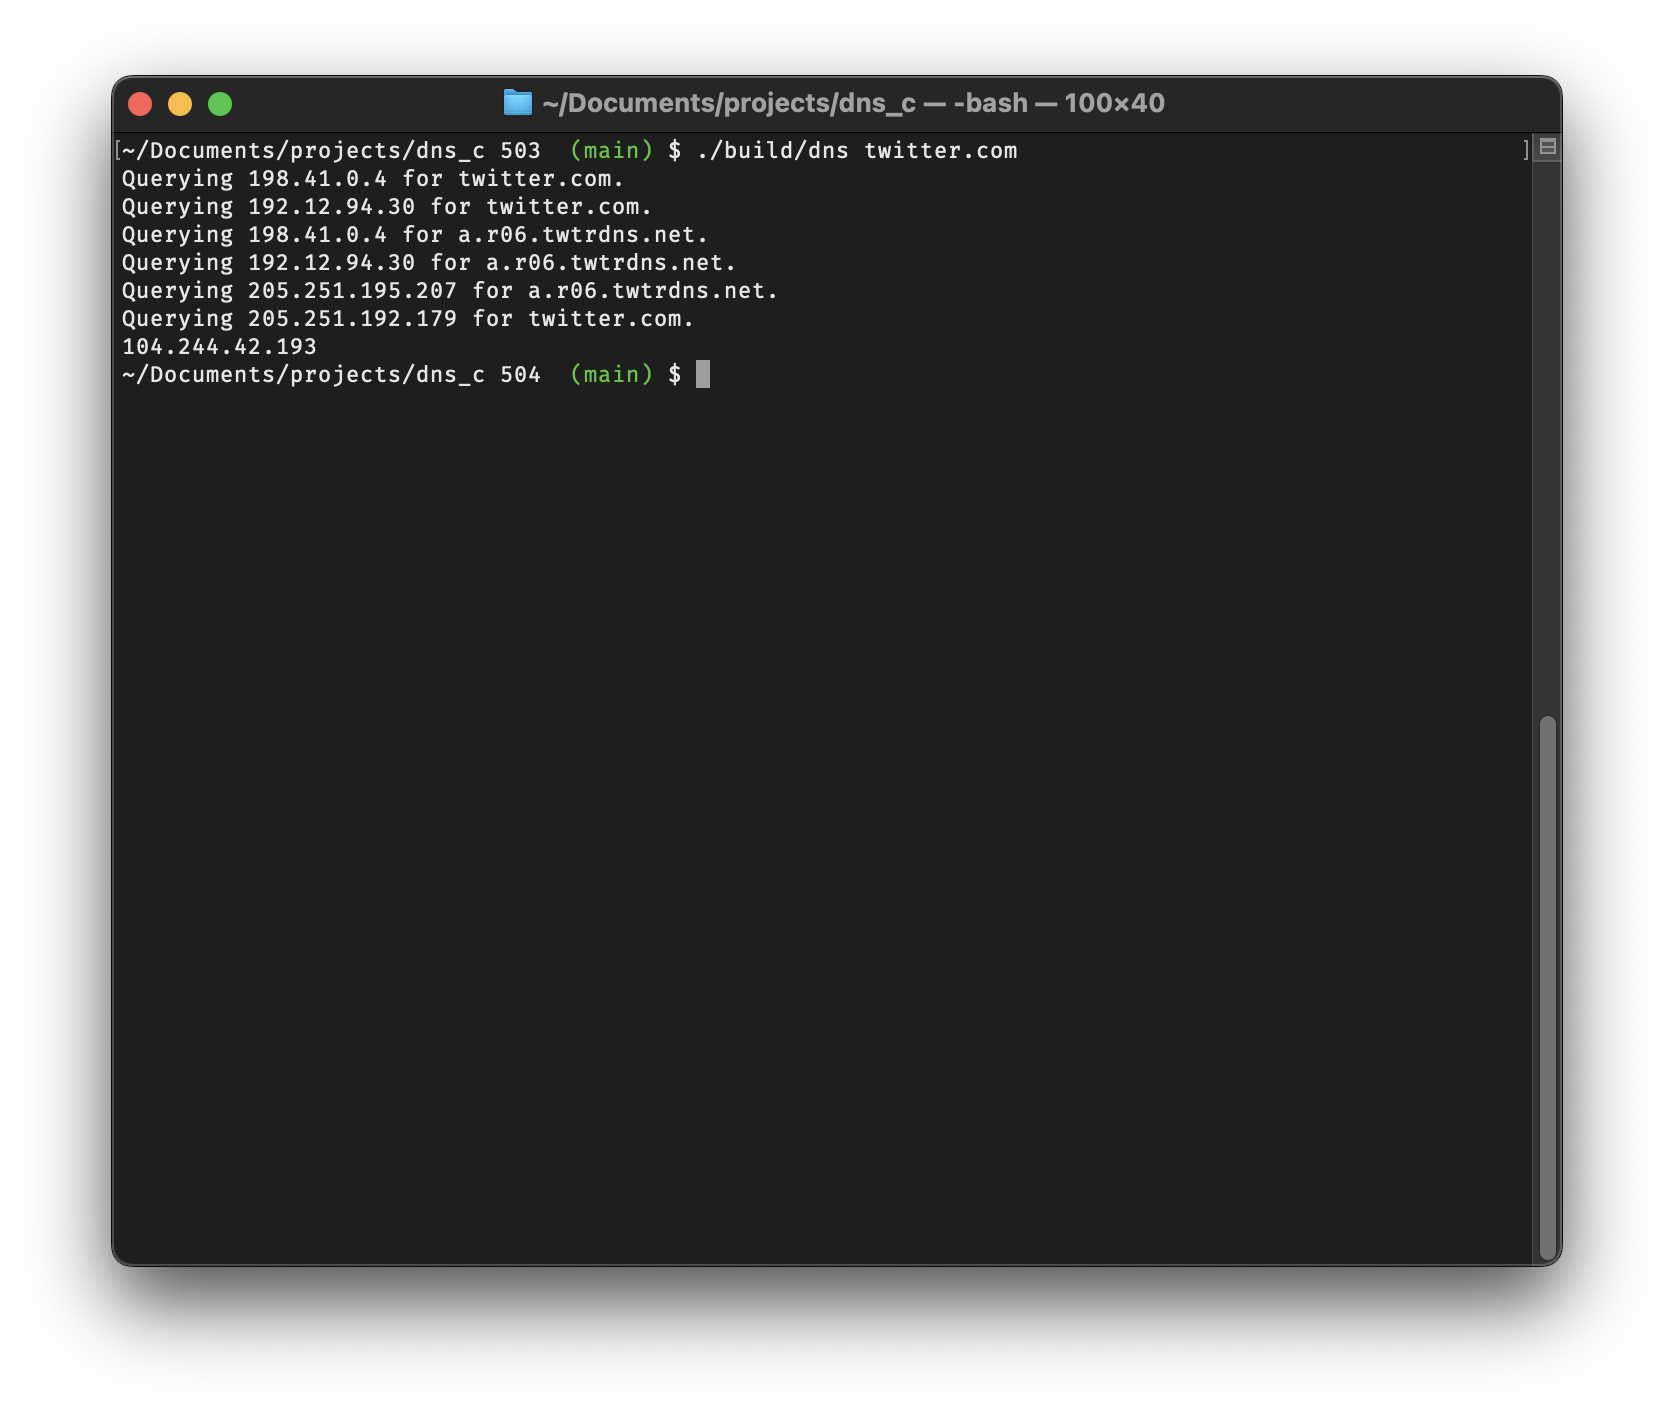 ~/Documents/projects/dns_c — -bash — 100×40
[~/Documents/projects/dns_c 503  (main) $ ./build/dns twitter.com ]
Querying 198.41.0.4 for twitter.com.
Querying 192.12.94.30 for twitter.com.
Querying 198.41.0.4 for a.r06.twtrdns.net.
Querying 192.12.94.30 for a.r06.twtrdns.net.
Querying 205.251.195.207 for a.r06.twtrdns.net.
Querying 205.251.192.179 for twitter.com.
104.244.42.193
~/Documents/projects/dns_c 504  (main) $